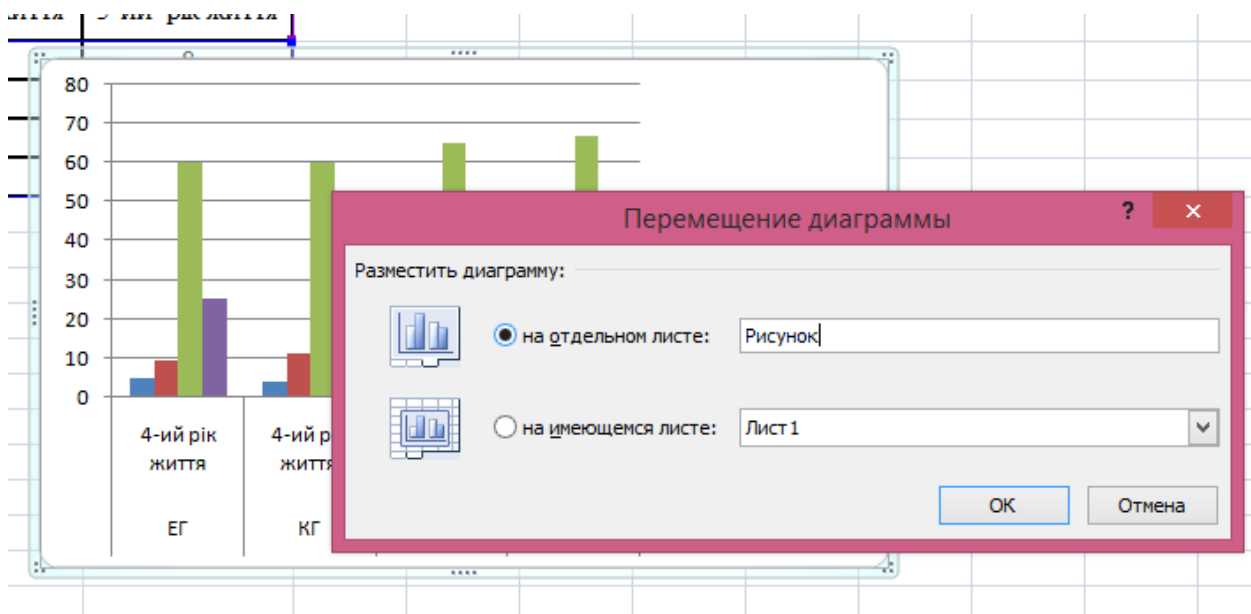 80
70
60
50
40
30
20
10
0
4-ий рік
життя
4-ий р
життя
ЕГ
КГ
Перемещение диаграммы
?
×
Разместить диаграмму:
на отдельном листе:
Рисунок
на имеющемся листе:
Лист1
ОК
Отмена